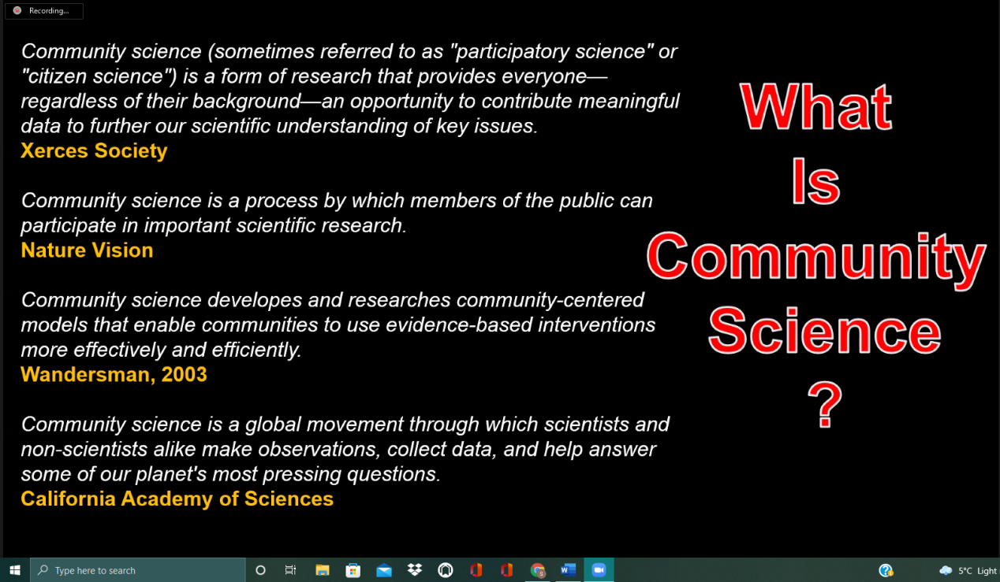 Recording...
Community science (sometimes referred to as "participatory science" or
"citizen science") is a form of research that provides everyone—
regardless of their background—an opportunity to contribute meaningful
data to further our scientific understanding of key issues.
Xerces Society
Community science is a process by which members of the public can
participate in important scientific research.
Nature Vision
Community science developes and researches community-centered
models that enable communities to use evidence-based interventions
more effectively and efficiently.
Wandersman, 2003
Community science is a global movement through which scientists and
non-scientists alike make observations, collect data, and help answer
some of our planet's most pressing questions.
California Academy of Sciences
What
Is
Community
Science
?
Type here to search
5°C Light